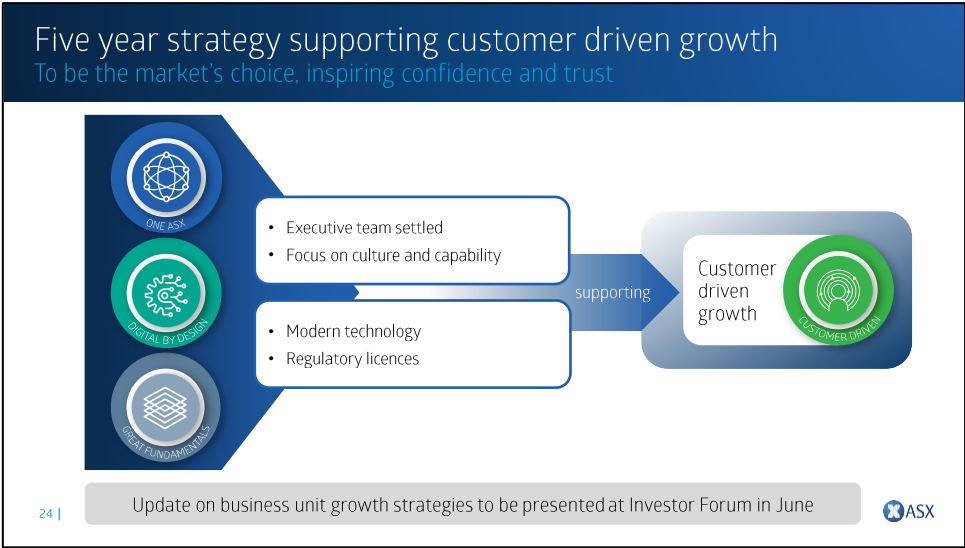 Five year strategy supporting customer driven growth
To be the market's choice, inspiring confidence and trust
ONE ASX
DIGITAL BY DESIGN
GREAT FUNDAMENTALS
• Executive team settled
• Focus on culture and capability
• Modern technology
• Regulatory licences
supporting
Customer
driven
growth
CUSTOMER DRIVEN
Update on business unit growth strategies to be presented at Investor Forum in June
24 |
ASX